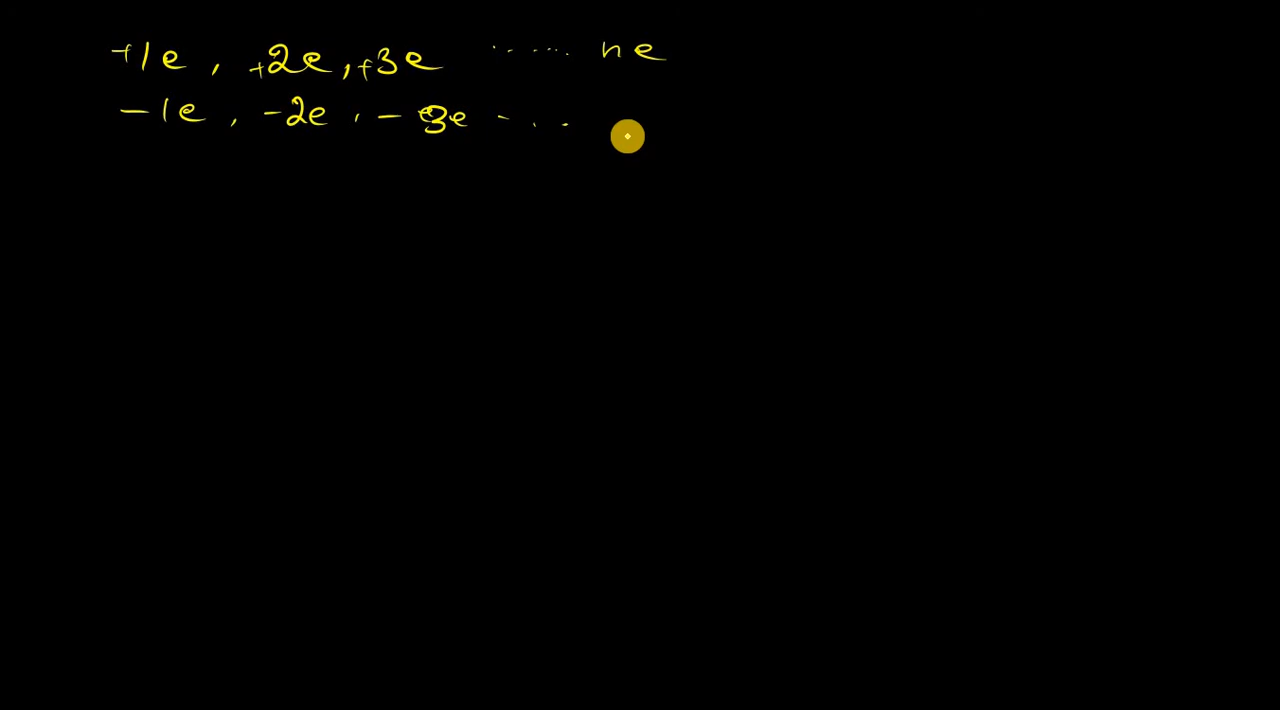 +1e, +2e, +3e ...... ne
-1e, -2e, -3e ...